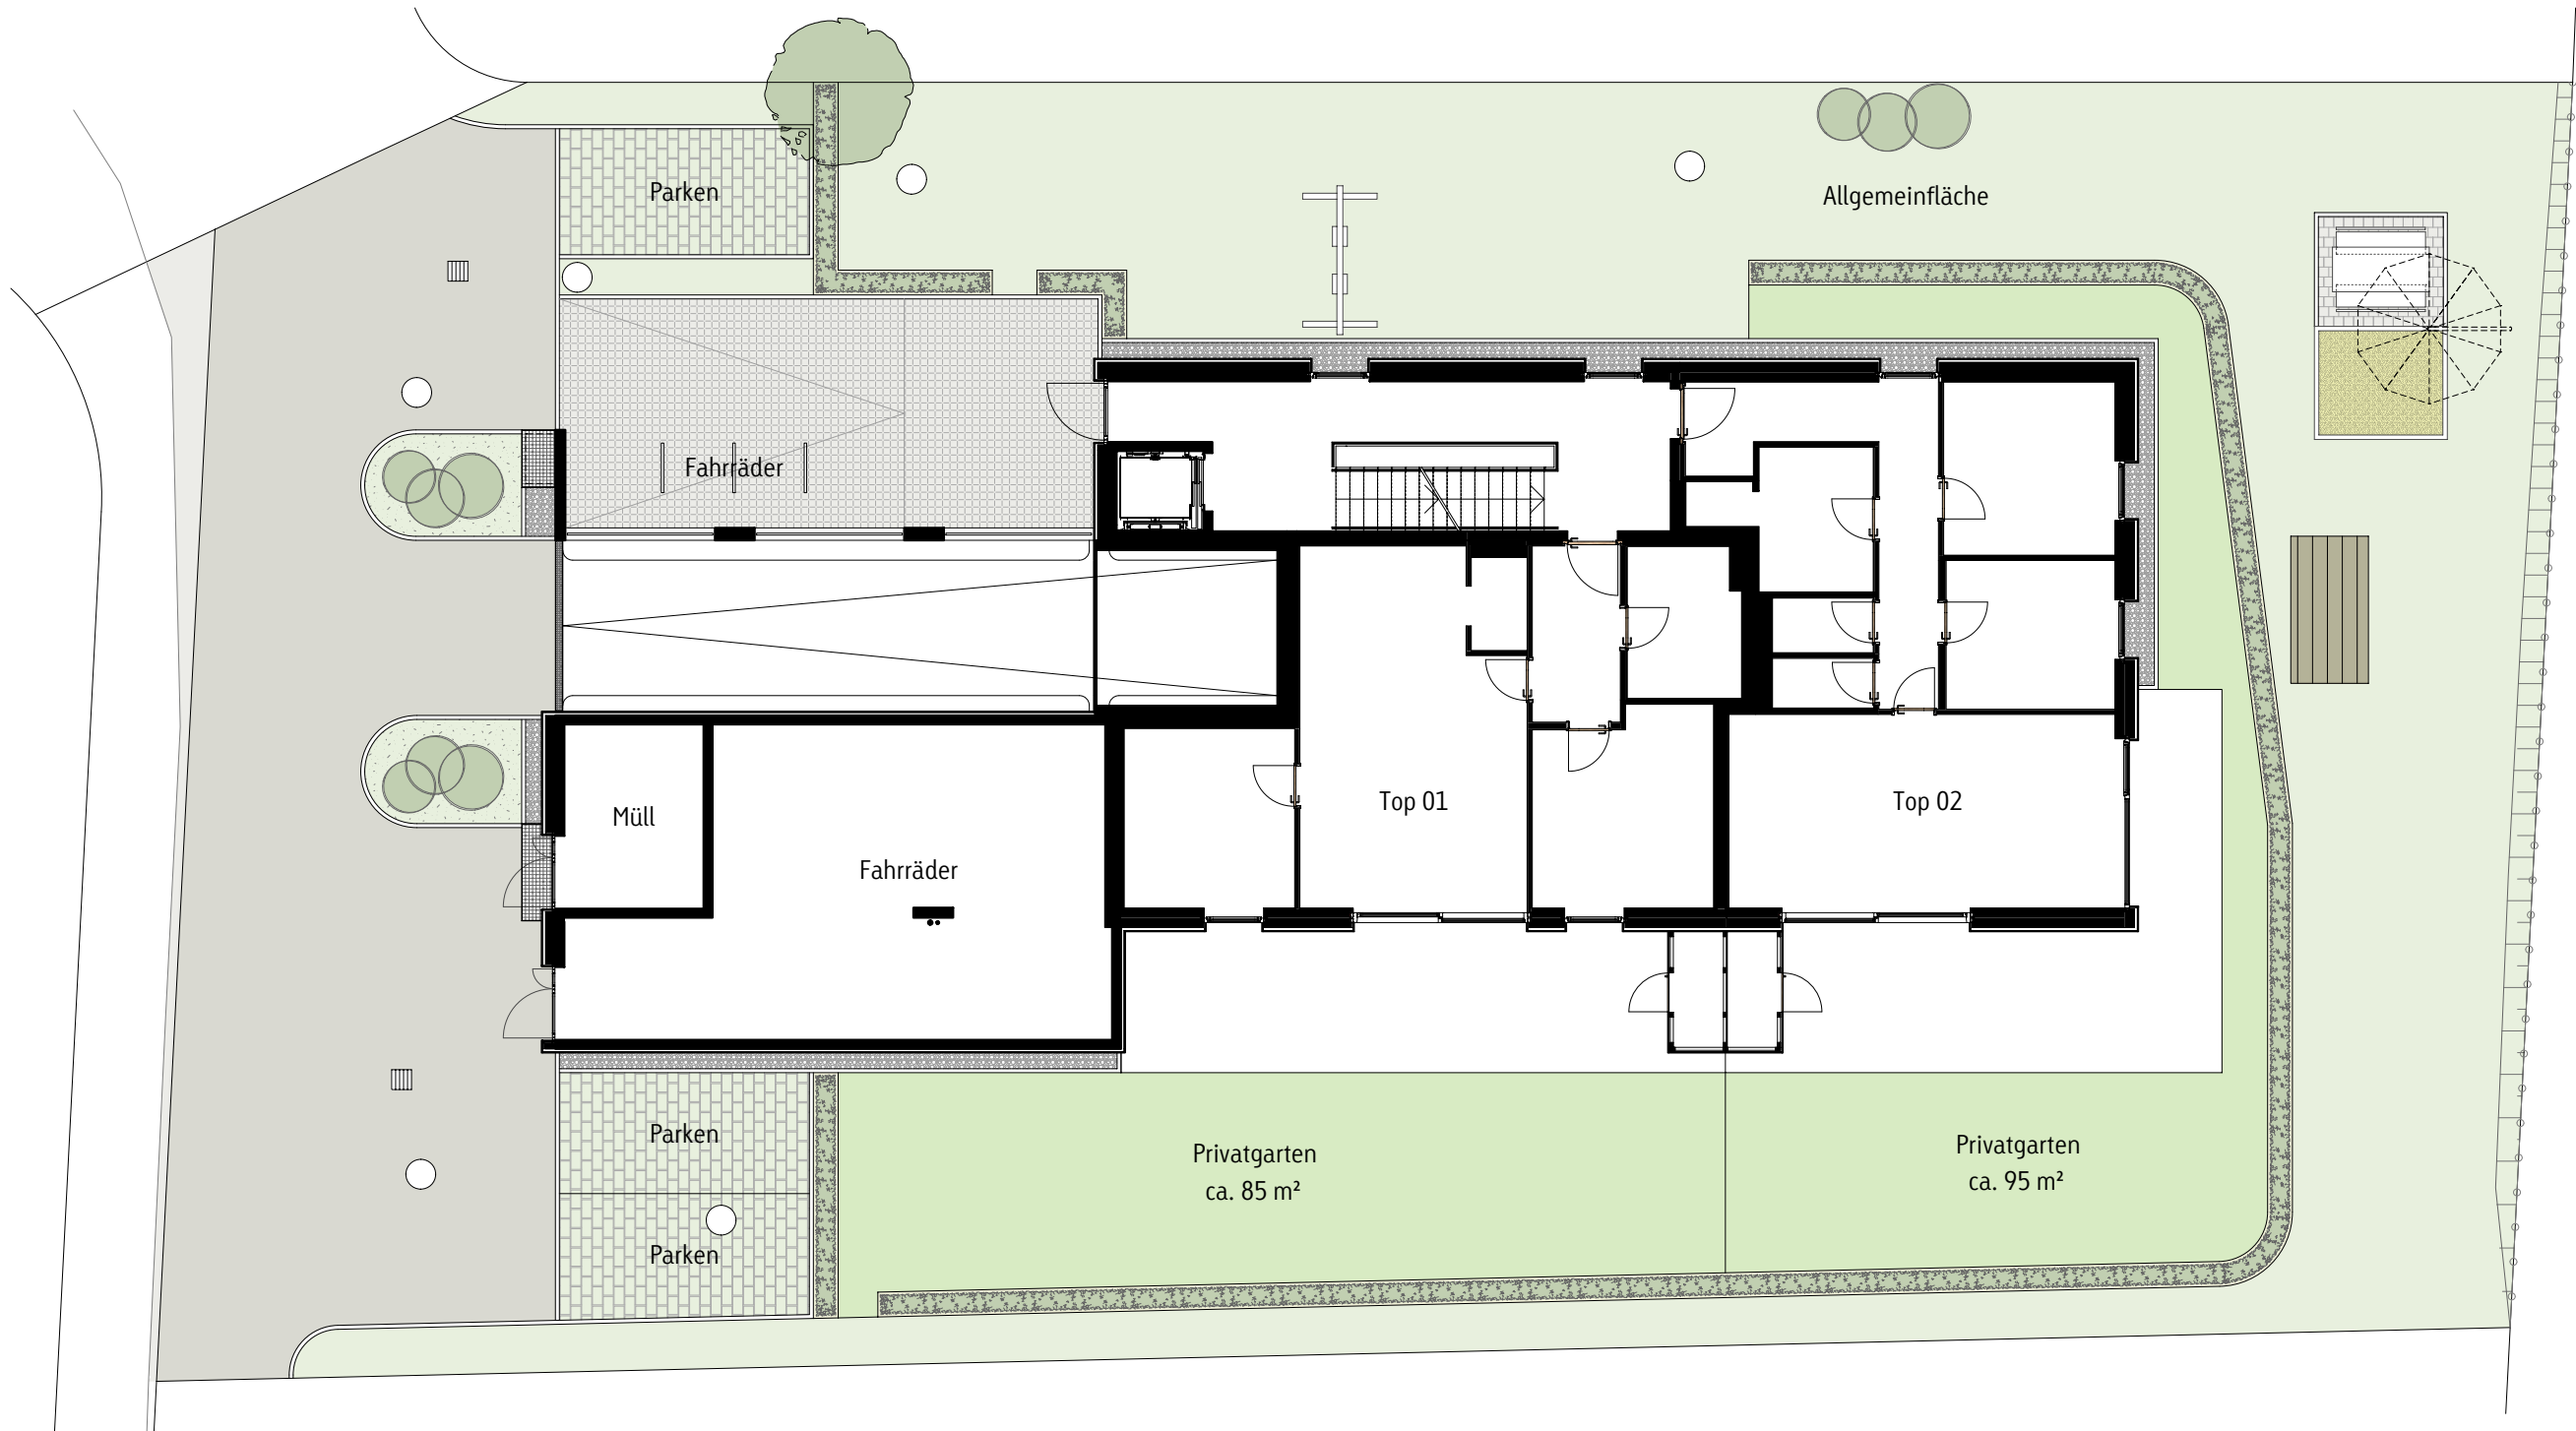 Parken
Allgemeinfläche
Fahrräder
Top 01
Top 02
Müll
Fahrräder
Parken
Privatgarten
ca. 85 m²
Privatgarten
ca. 95 m²
Parken